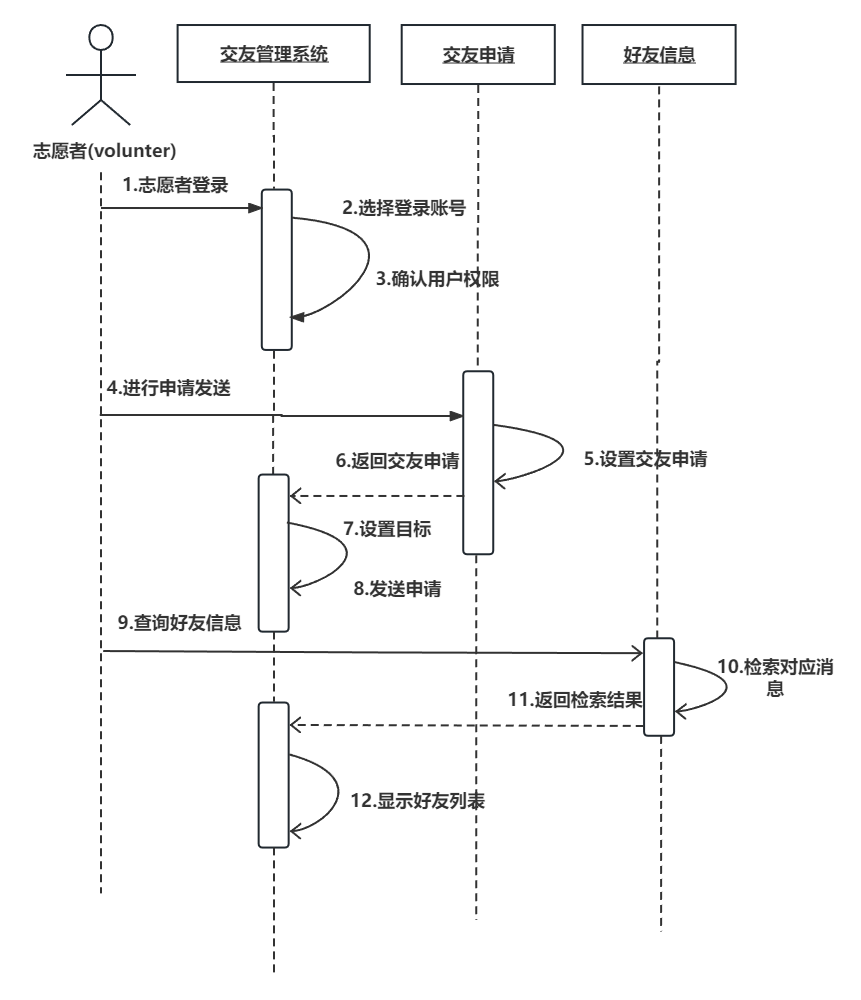 交友管理系统
交友申请
好友信息
志愿者(volunter)
1.志愿者登录
2.选择登录账号
3.确认用户权限
4.进行申请发送
5.设置交友申请
6.返回交友申请
7.设置目标
8.发送申请
9.查询好友信息
10.检索对应消
息
11.返回检索结果
12.显示好友列表